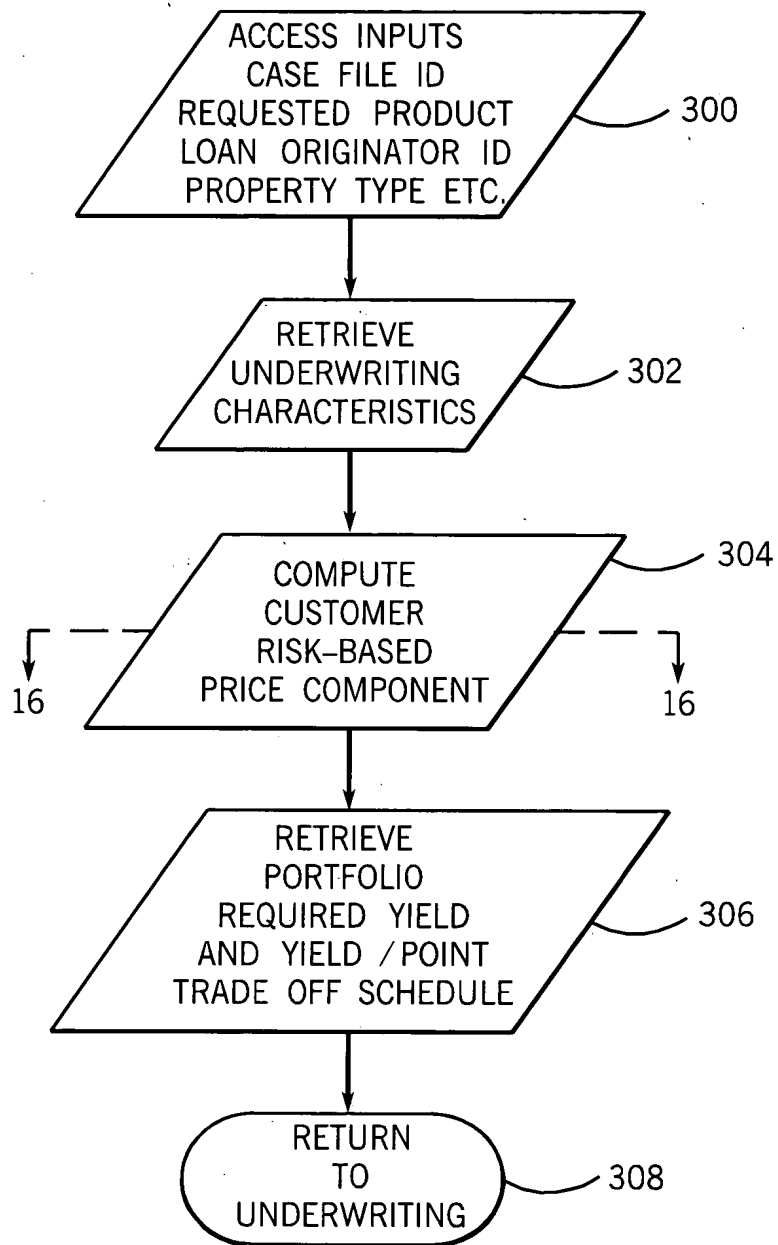 ACCESS INPUTS
CASE FILE ID
REQUESTED PRODUCT
LOAN ORIGINATOR ID
PROPERTY TYPE ETC.
300
RETRIEVE
UNDERWRITING
CHARACTERISTICS
302
COMPUTE
CUSTOMER
RISK–BASED
PRICE COMPONENT
304
16
16
RETRIEVE
PORTFOLIO
REQUIRED YIELD
AND YIELD / POINT
TRADE OFF SCHEDULE
306
RETURN
TO
UNDERWRITING
308